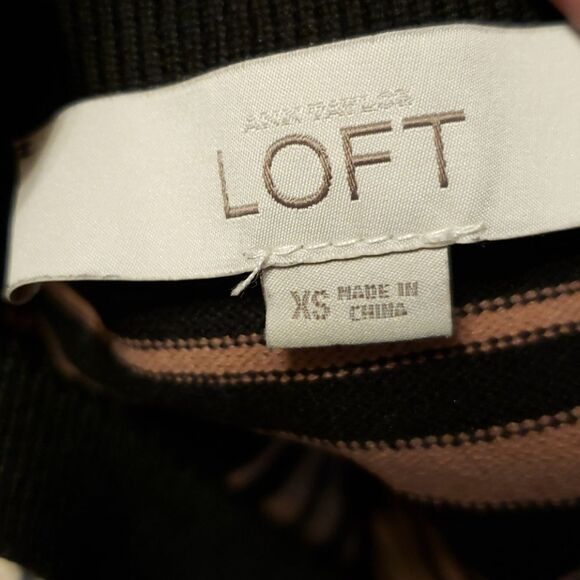 ANN TAYLOR
LOFT
XS
MADE IN
CHINA